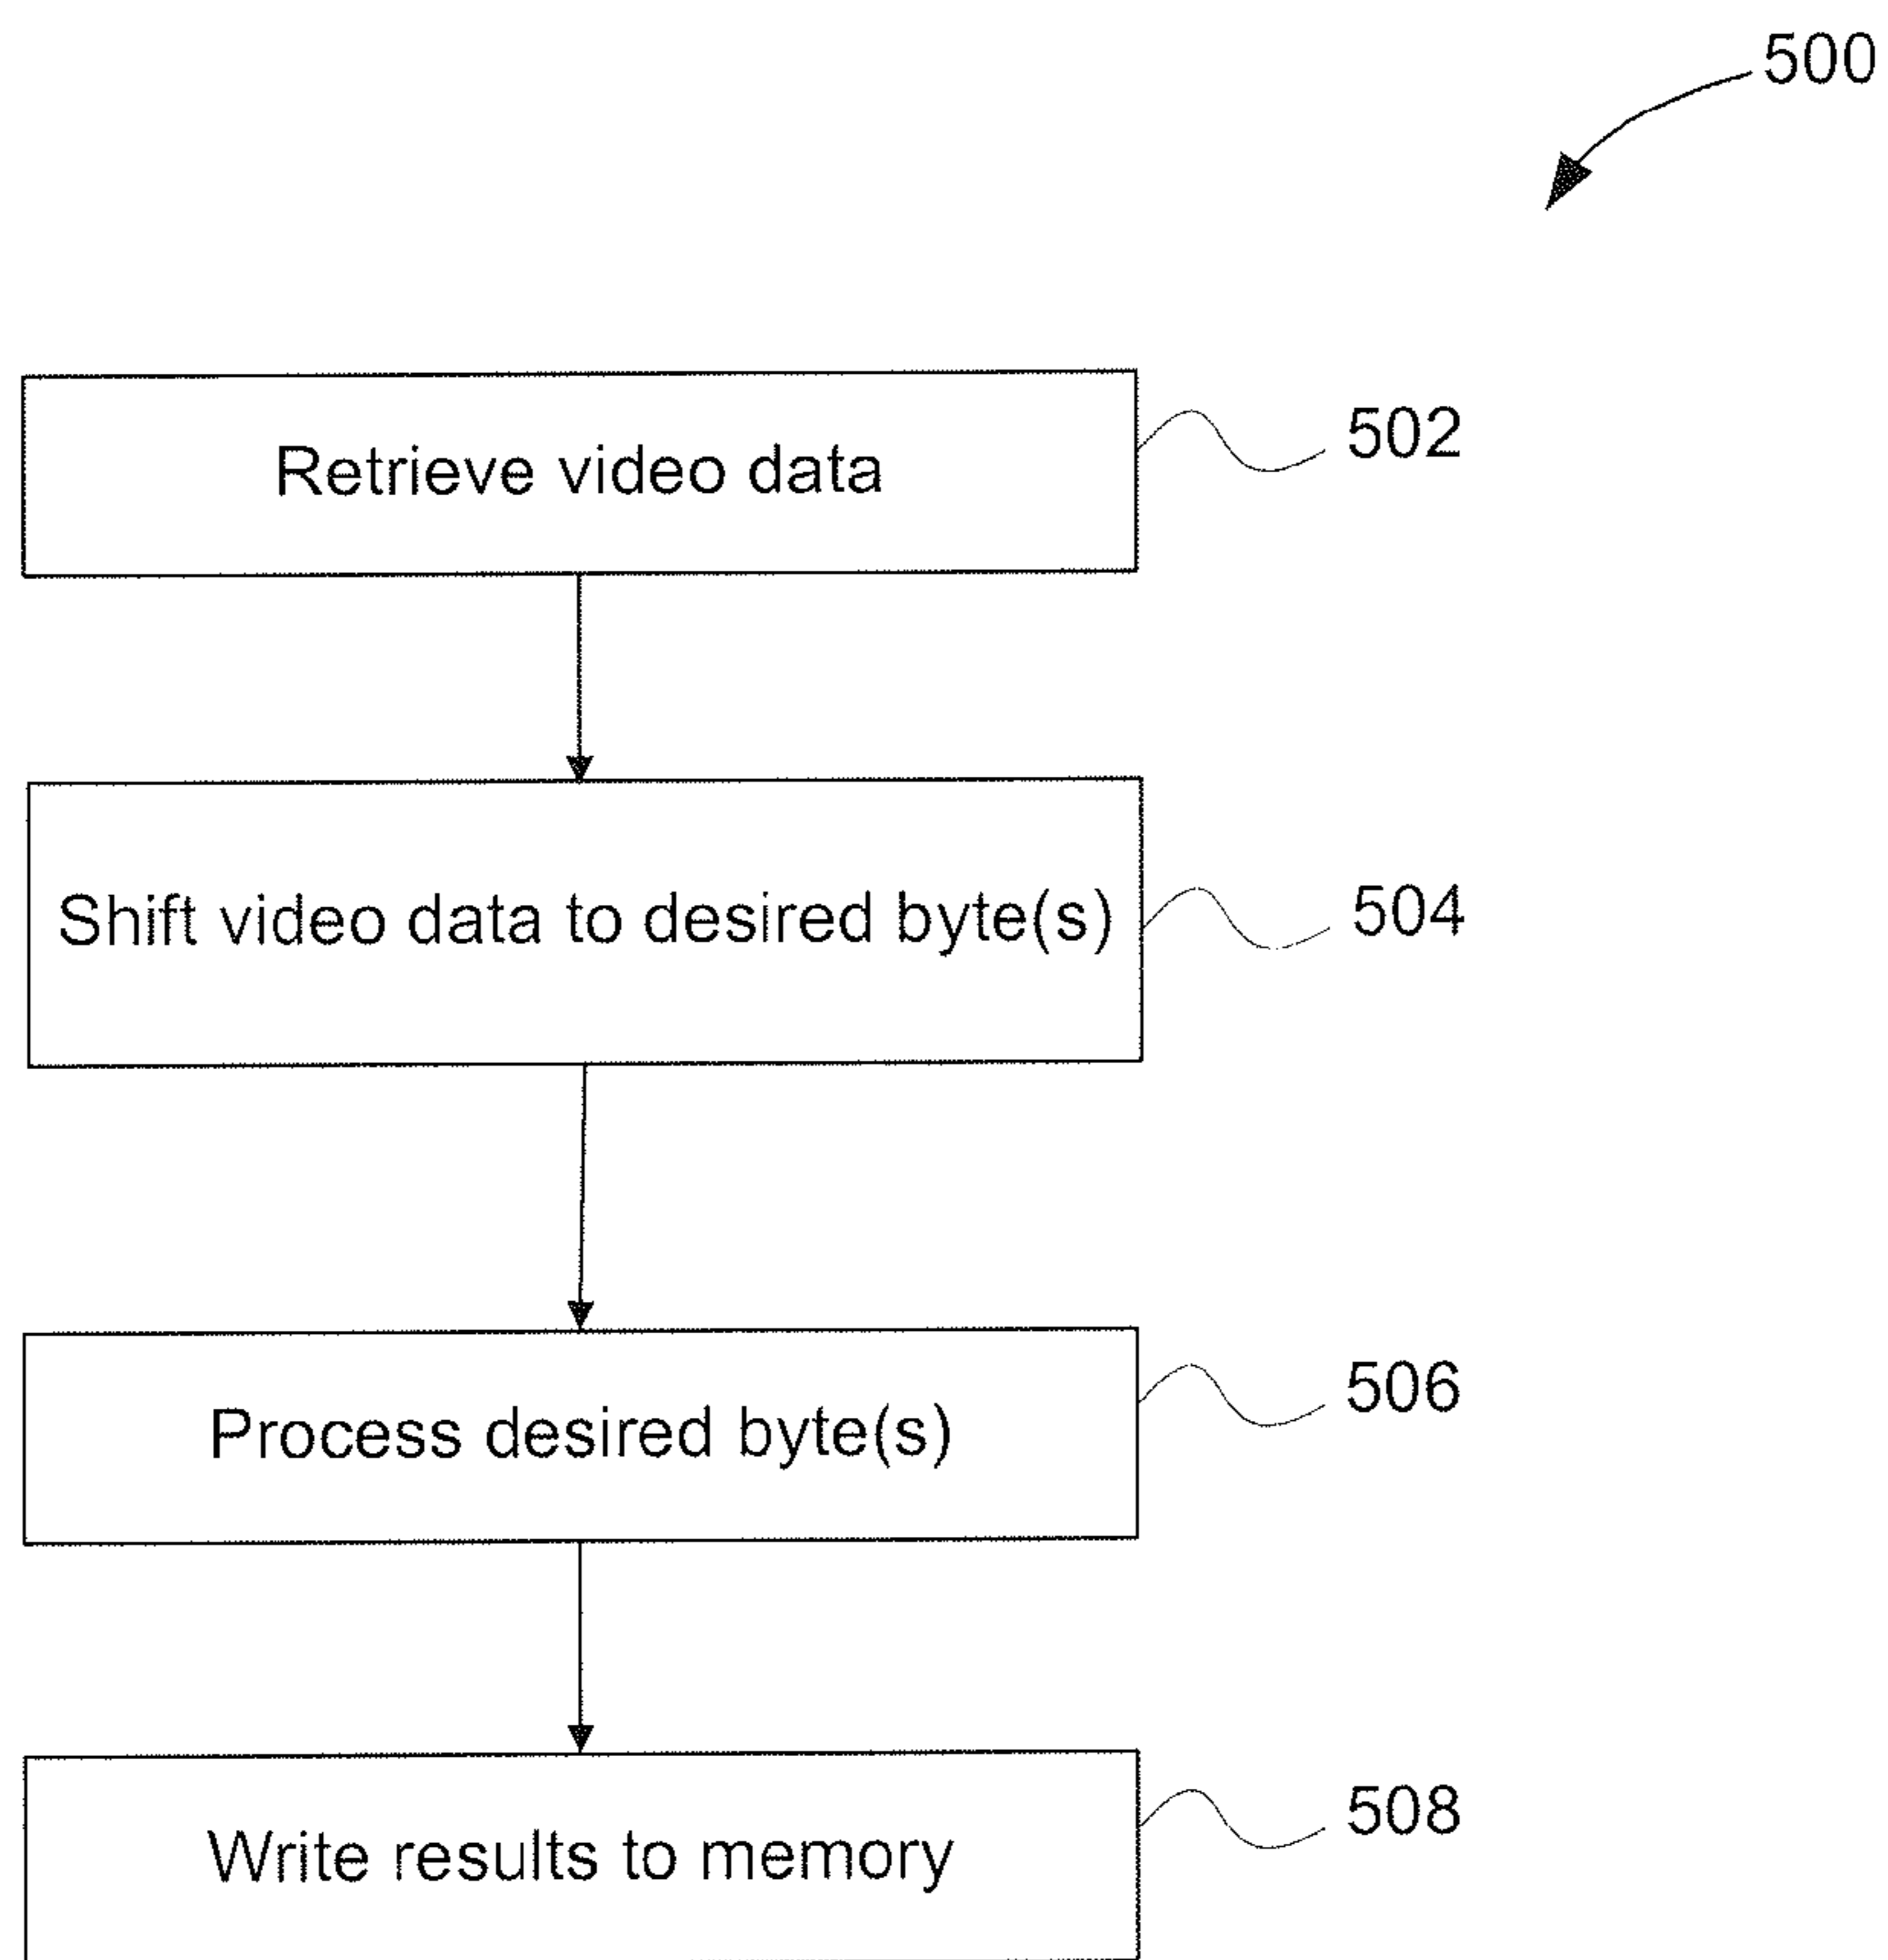 500
Retrieve video data
502
Shift video data to desired byte(s)
504
Process desired byte(s)
506
Write results to memory
508